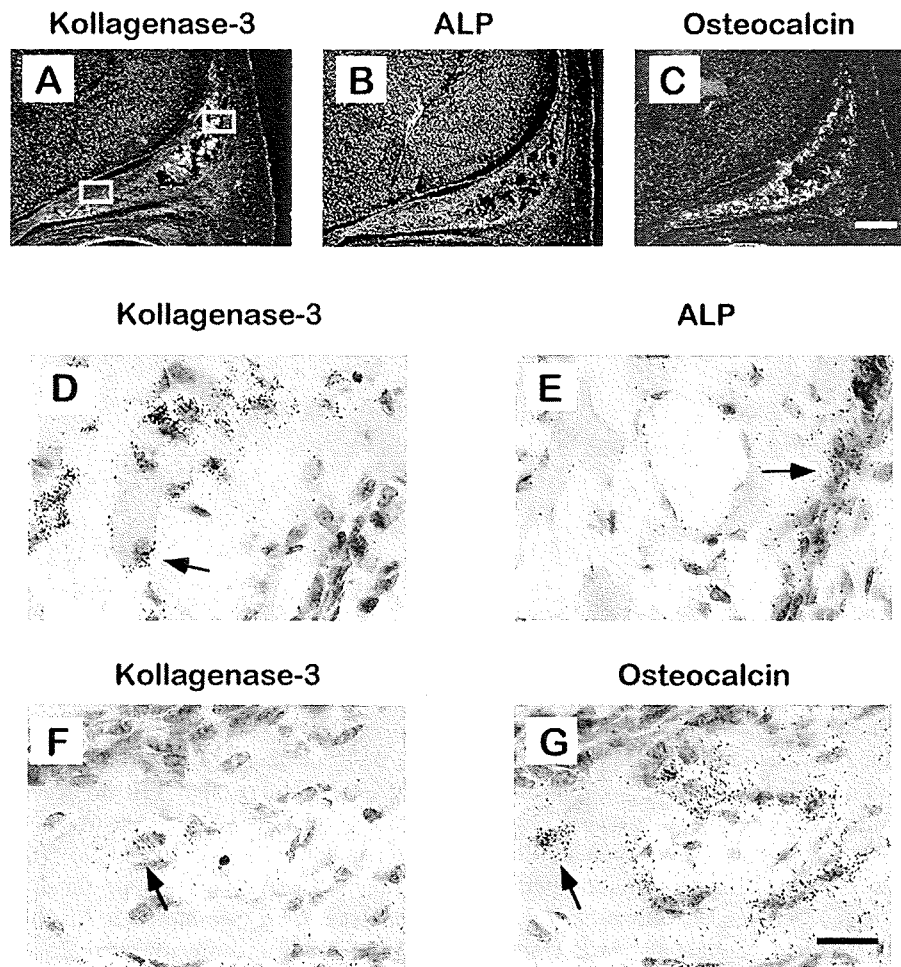 Kollagenase-3 ALP Osteocalcin
A B C
Kollagenase-3 ALP
D E
Kollagenase-3 Osteocalcin
F G